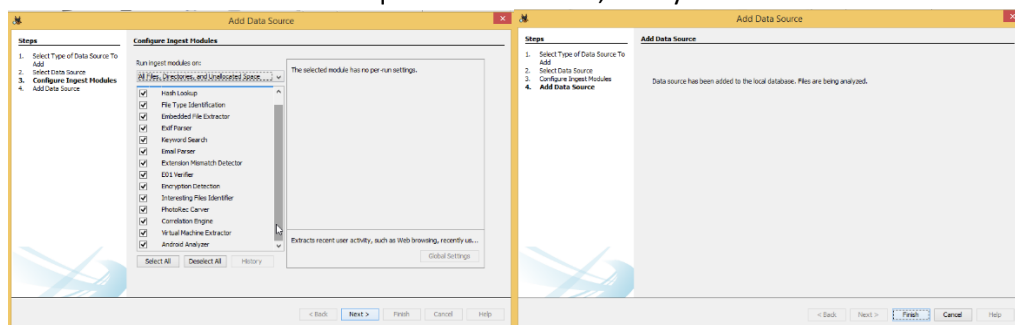 Add Data Source
Steps
1. Select Type of Data Source To
Add
2. Select Data Source
3. Configure Ingest Modules
4. Add Data Source
Configure Ingest Modules
Run ingest modules on:
All Files, Directories, and Unallocated Space
Hash Lookup
File Type Identification
Embedded File Extractor
Exif Parser
Keyword Search
Email Parser
Extension Mismatch Detector
E01 Verifier
Encryption Detection
Interesting Files Identifier
PhotoRec Carver
Correlation Engine
Virtual Machine Extractor
Android Analyzer
Select All Deselect All History
The selected module has no per-run settings.
Extracts recent user activity, such as Web browsing, recently us...
Global Settings
< Back Next > Finish Cancel Help
Add Data Source
Steps
1. Select Type of Data Source To
Add
2. Select Data Source
3. Configure Ingest Modules
4. Add Data Source
Add Data Source
Data source has been added to the local database. Files are being analyzed.
< Back Next > Finish Cancel Help